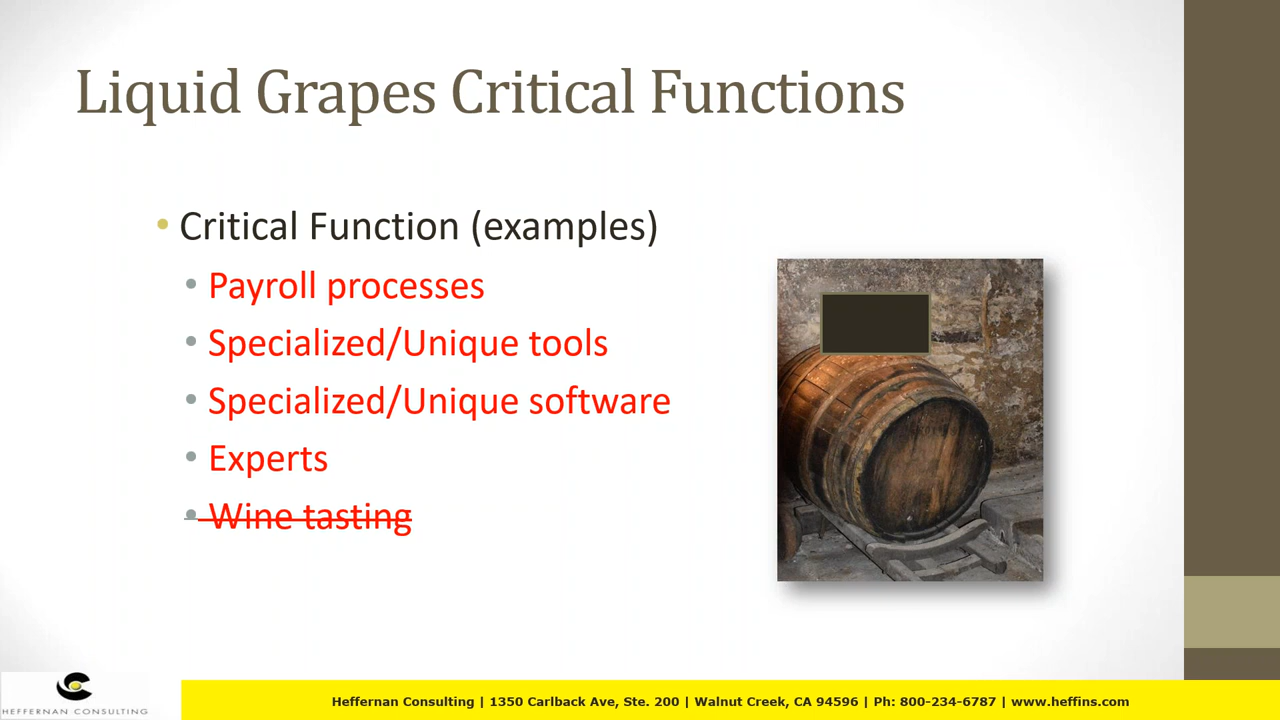 Liquid Grapes Critical Functions
• Critical Function (examples)
• Payroll processes
• Specialized/Unique tools
• Specialized/Unique software
• Experts
• Wine tasting
HEFFERNAN CONSULTING
Heffernan Consulting | 1350 Carlback Ave, Ste. 200 | Walnut Creek, CA 94596 | Ph: 800-234-6787 | www.heffins.com